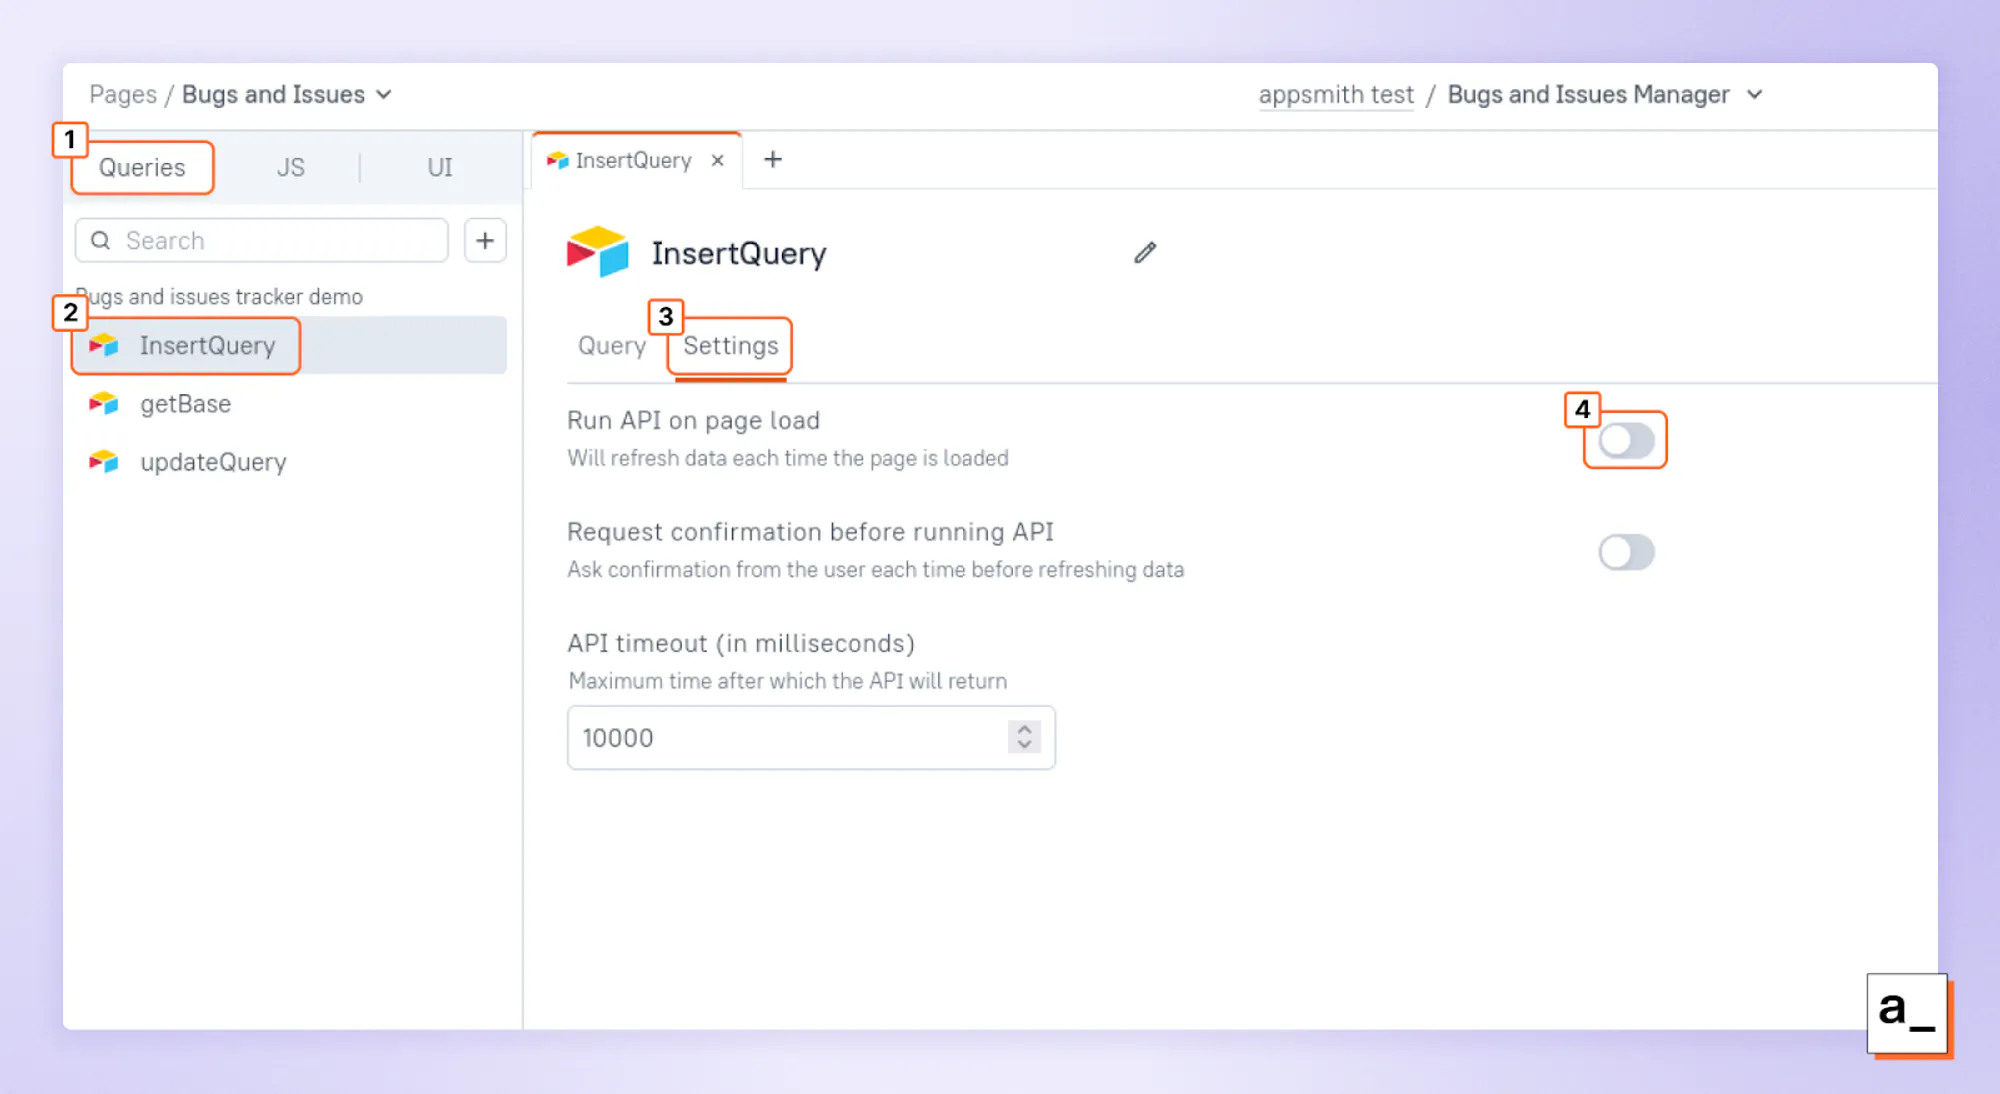 Pages / Bugs and Issues
appsmith test / Bugs and Issues Manager
1
Queries
JS
UI
InsertQuery
Search
InsertQuery
Bugs and issues tracker demo
2
InsertQuery
getBase
updateQuery
3
Query
Settings
Run API on page load
Will refresh data each time the page is loaded
4
Request confirmation before running API
Ask confirmation from the user each time before refreshing data
API timeout (in milliseconds)
Maximum time after which the API will return
10000
a_